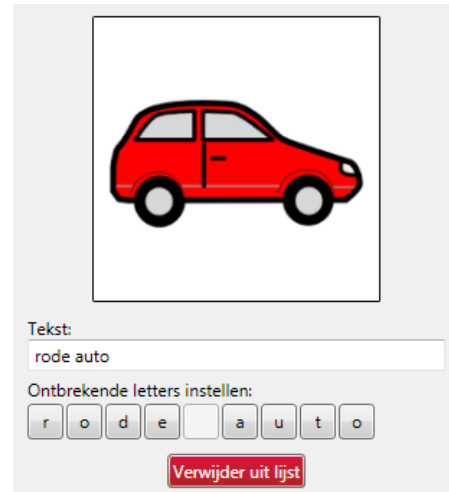 Tekst:
rode auto
Ontbrekende letters instellen:
r o d e a u t o
Verwijder uit lijst